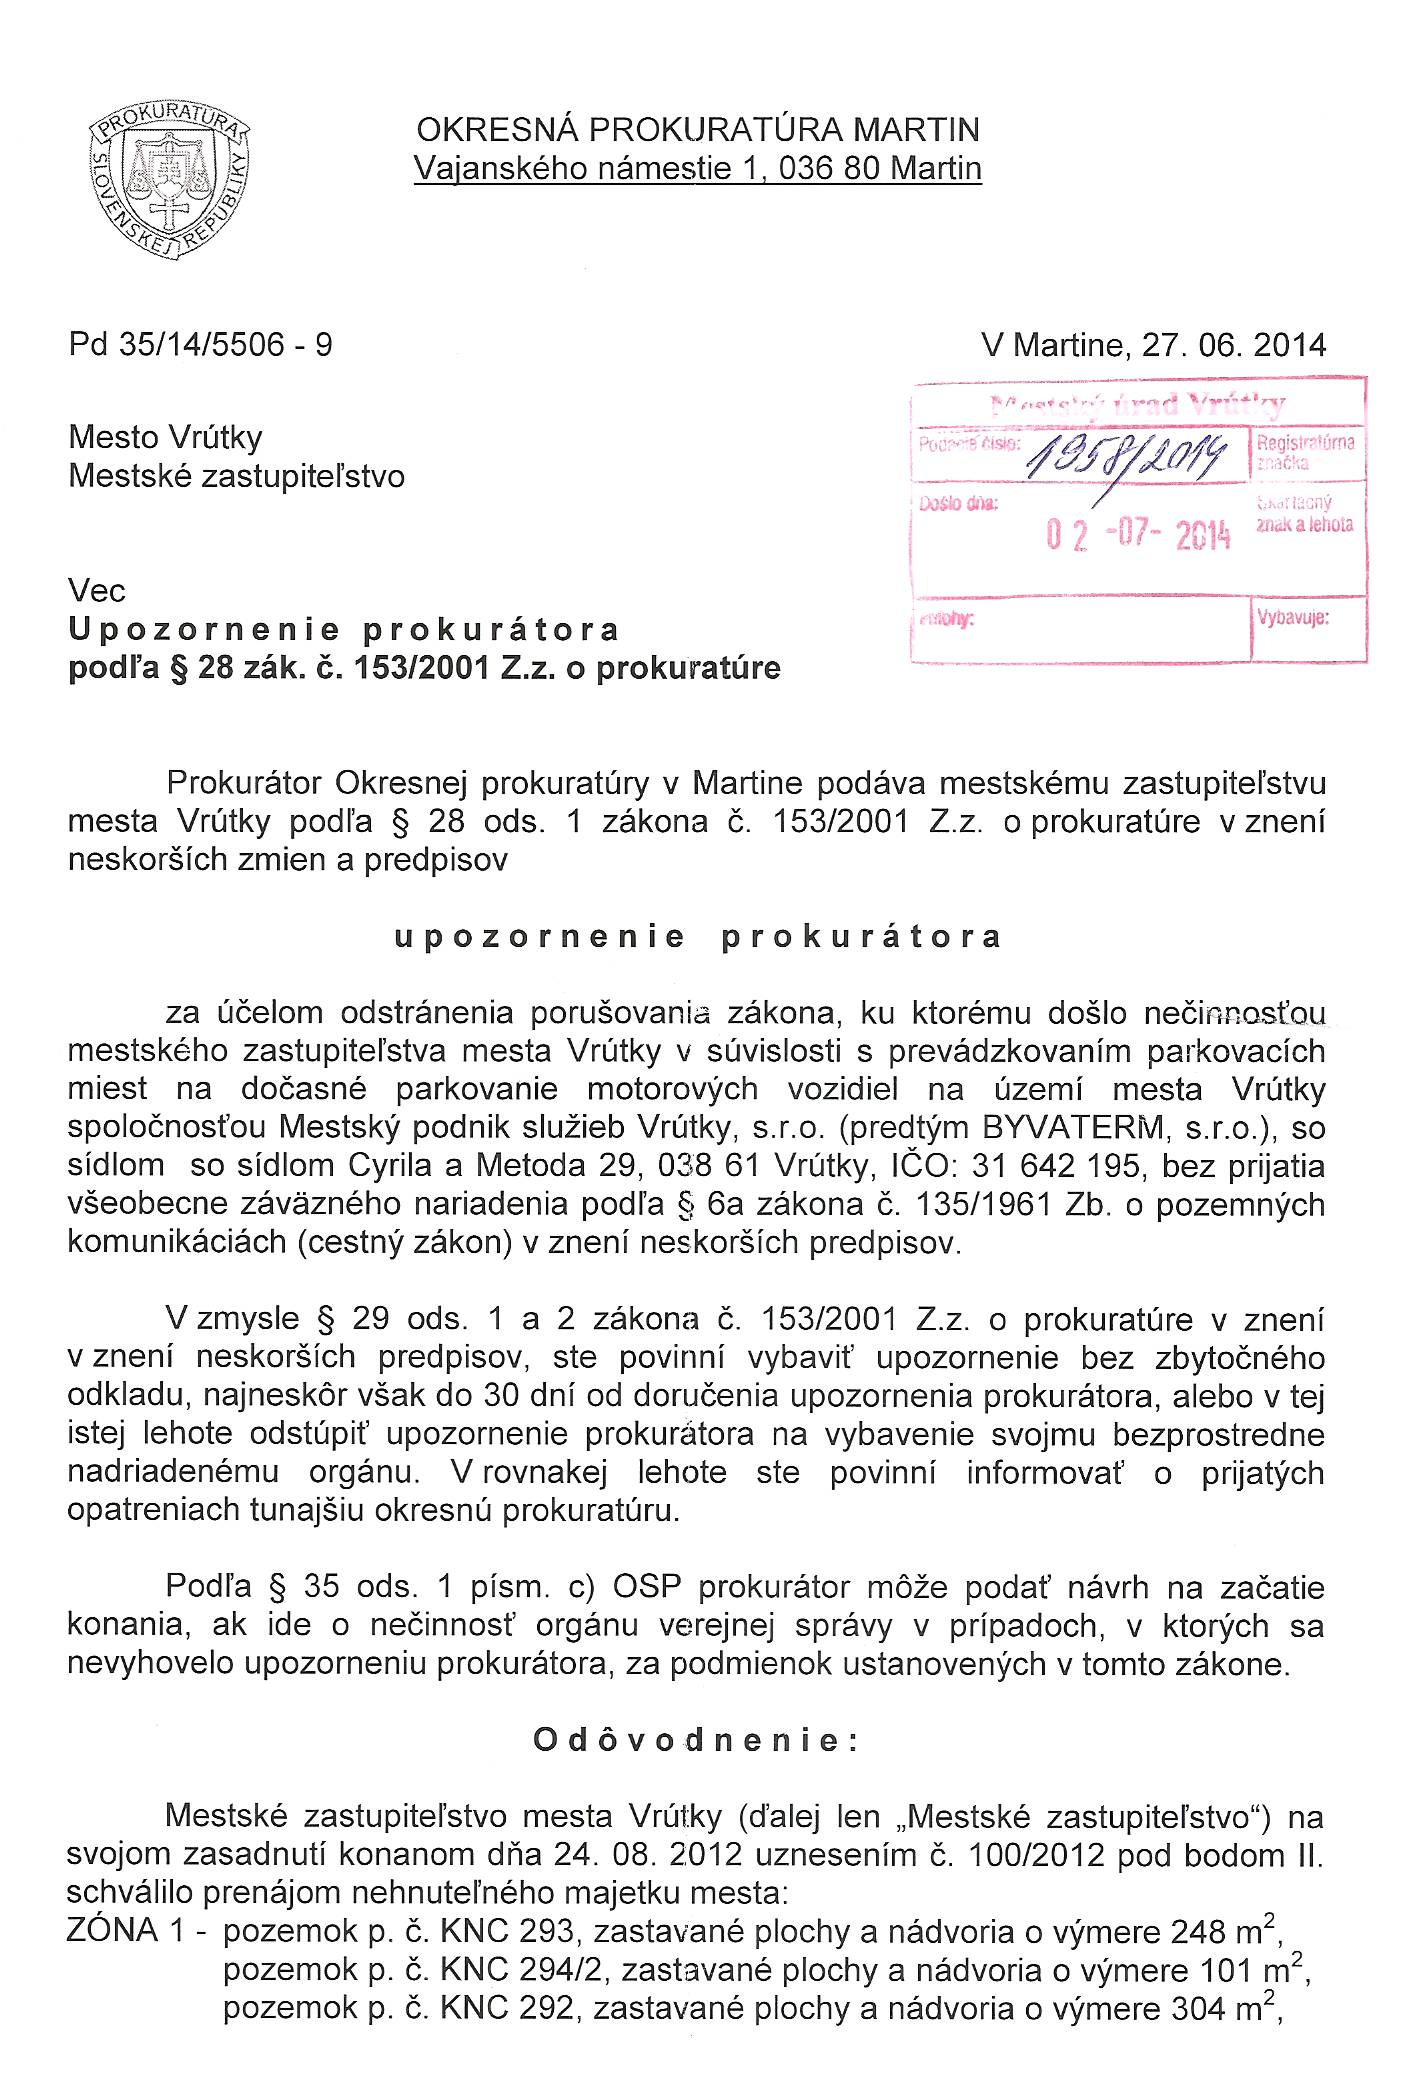 PROKURATÚRA
SLOVENSKEJ REPUBLIKY
OKRESNÁ PROKURATÚRA MARTIN
Vajanského námestie 1, 036 80 Martin
Pd 35/14/5506 - 9
V Martine, 27. 06. 2014
Mestský úrad Vrútky
Podacie číslo:
1958/2014
Registratúrna
značka
Došlo dňa:
02 -07- 2014
Skartačný
znak a lehota
Prílohy:
Vybavuje:
Mesto Vrútky
Mestské zastupiteľstvo
Vec
Upozornenie prokurátora
podľa § 28 zák. č. 153/2001 Z.z. o prokuratúre
Prokurátor Okresnej prokuratúry v Martine podáva mestskému zastupiteľstvu
mesta Vrútky podľa § 28 ods. 1 zákona č. 153/2001 Z.z. o prokuratúre v znení
neskorších zmien a predpisov
upozornenie prokurátora
za účelom odstránenia porušovania zákona, ku ktorému došlo nečinnosťou
mestského zastupiteľstva mesta Vrútky v súvislosti s prevádzkovaním parkovacích
miest na dočasné parkovanie motorových vozidiel na území mesta Vrútky
spoločnosťou Mestský podnik služieb Vrútky, s.r.o. (predtým BYVATERM, s.r.o.), so
sídlom so sídlom Cyrila a Metoda 29, 038 61 Vrútky, IČO: 31 642 195, bez prijatia
všeobecne záväzného nariadenia podľa § 6a zákona č. 135/1961 Zb. o pozemných
komunikáciách (cestný zákon) v znení neskorších predpisov.
V zmysle § 29 ods. 1 a 2 zákona č. 153/2001 Z.z. o prokuratúre v znení
v znení neskorších predpisov, ste povinní vybaviť upozornenie bez zbytočného
odkladu, najneskôr však do 30 dní od doručenia upozornenia prokurátora, alebo v tej
istej lehote odstúpiť upozornenie prokurátora na vybavenie svojmu bezprostredne
nadriadenému orgánu. V rovnakej lehote ste povinní informovať o prijatých
opatreniach tunajšiu okresnú prokuratúru.
Podľa § 35 ods. 1 písm. c) OSP prokurátor môže podať návrh na začatie
konania, ak ide o nečinnosť orgánu verejnej správy v prípadoch, v ktorých sa
nevyhovelo upozorneniu prokurátora, za podmienok ustanovených v tomto zákone.
Odôvodnenie:
Mestské zastupiteľstvo mesta Vrútky (ďalej len „Mestské zastupiteľstvo“) na
svojom zasadnutí konanom dňa 24. 08. 2012 uznesením č. 100/2012 pod bodom II.
schválilo prenájom nehnuteľného majetku mesta:
ZÓNA 1 - pozemok p. č. KNC 293, zastavané plochy a nádvoria o výmere 248 m²,
pozemok p. č. KNC 294/2, zastavané plochy a nádvoria o výmere 101 m²,
pozemok p. č. KNC 292, zastavané plochy a nádvoria o výmere 304 m²,